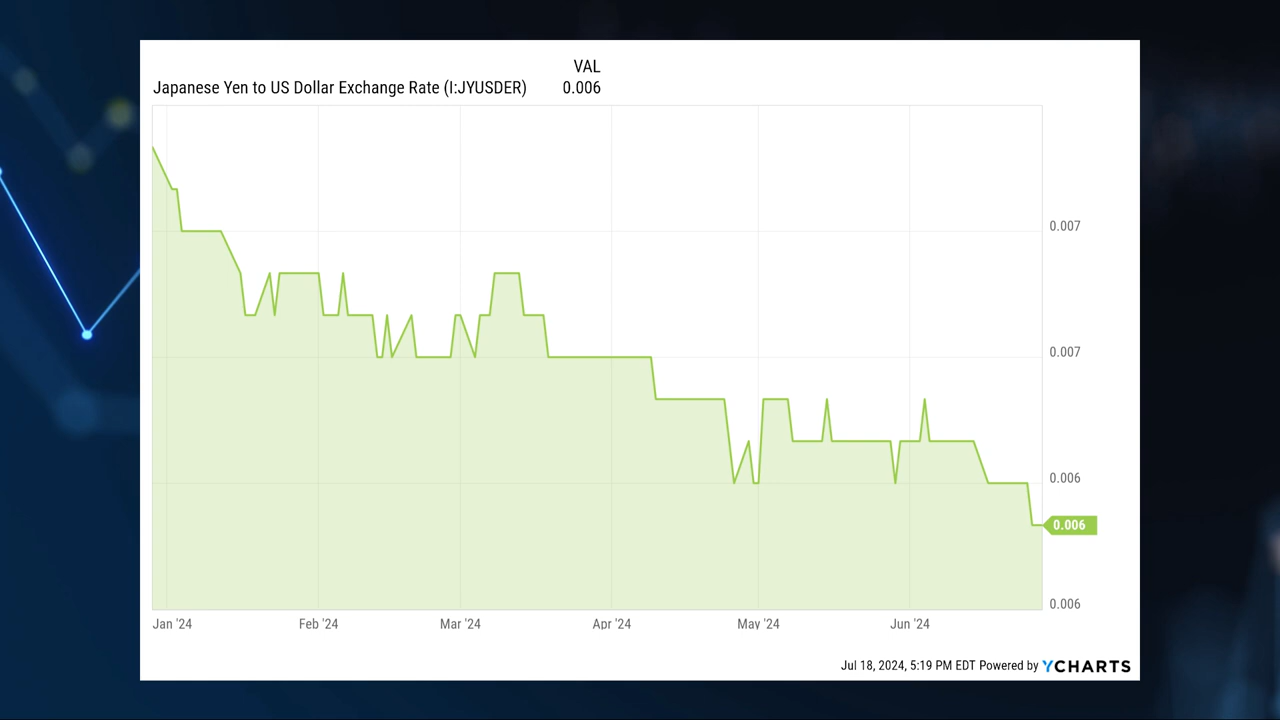 VAL
Japanese Yen to US Dollar Exchange Rate (I:JYUSDER) 0.006
0.007
0.007
0.006
0.006
0.006
Jan '24 Feb '24 Mar '24 Apr '24 May '24 Jun '24
Jul 18, 2024, 5:19 PM EDT Powered by YCHARTS